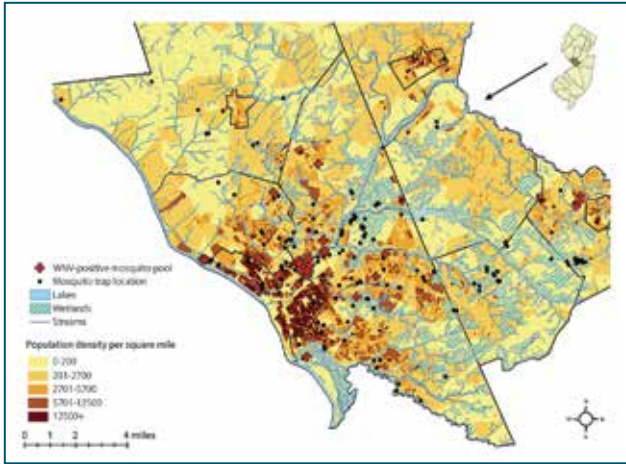 WNV-positive mosquito pool
Mosquito trap location
Lakes
Wetlands
Streams
Population density per square mile
0-200
201-2700
2701-5700
5701-12500
12500+
0 1 2 4 miles